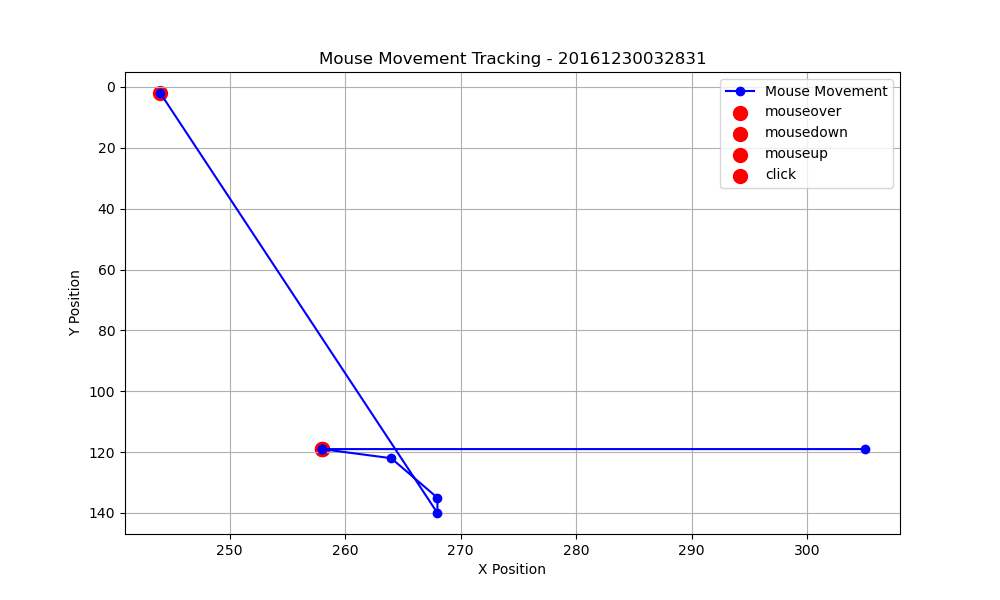 Mouse Movement Tracking - 20161230032831
Mouse Movement
mouseover
mousedown
mouseup
click
Y Position
0
20
40
60
80
100
120
140
250 260 270 280 290 300
X Position